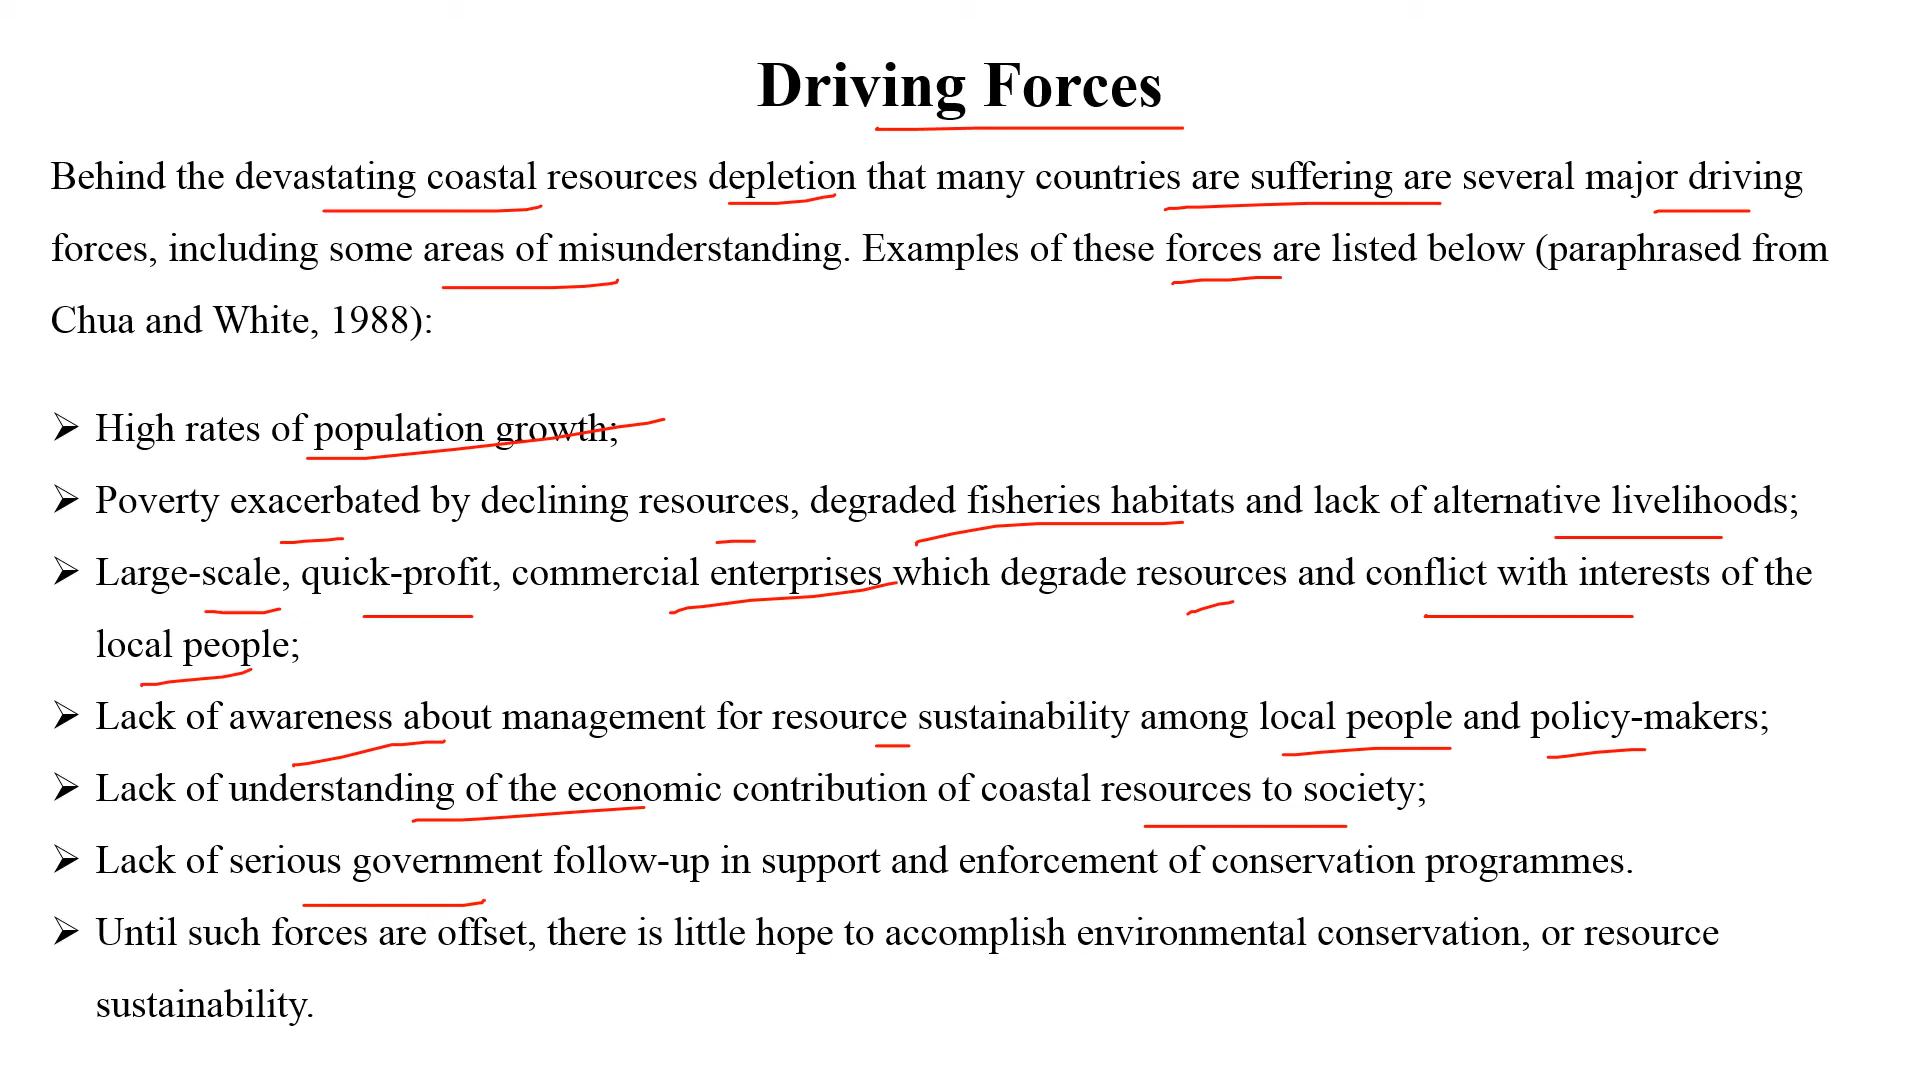 Driving Forces
Behind the devastating coastal resources depletion that many countries are suffering are several major driving
forces, including some areas of misunderstanding. Examples of these forces are listed below (paraphrased from
Chua and White, 1988):
➢ High rates of population growth;
➢ Poverty exacerbated by declining resources, degraded fisheries habitats and lack of alternative livelihoods;
➢ Large-scale, quick-profit, commercial enterprises which degrade resources and conflict with interests of the
local people;
➢ Lack of awareness about management for resource sustainability among local people and policy-makers;
➢ Lack of understanding of the economic contribution of coastal resources to society;
➢ Lack of serious government follow-up in support and enforcement of conservation programmes.
➢ Until such forces are offset, there is little hope to accomplish environmental conservation, or resource
sustainability.